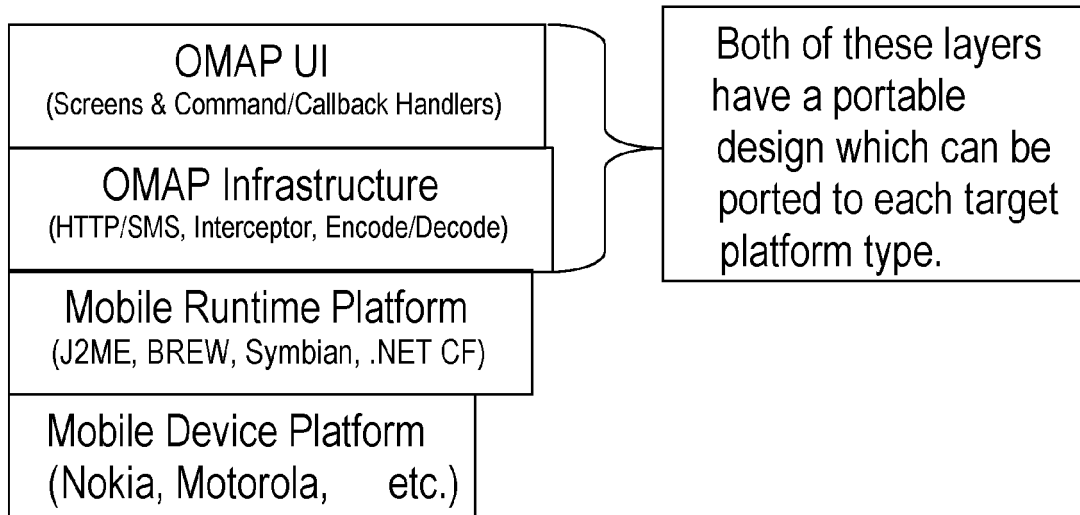 OMAP UI
(Screens & Command/Callback Handlers)
OMAP Infrastructure
(HTTP/SMS, Interceptor, Encode/Decode)
Mobile Runtime Platform
(J2ME, BREW, Symbian, .NET CF)
Mobile Device Platform
(Nokia, Motorola, etc.)
Both of these layers
have a portable
design which can be
ported to each target
platform type.